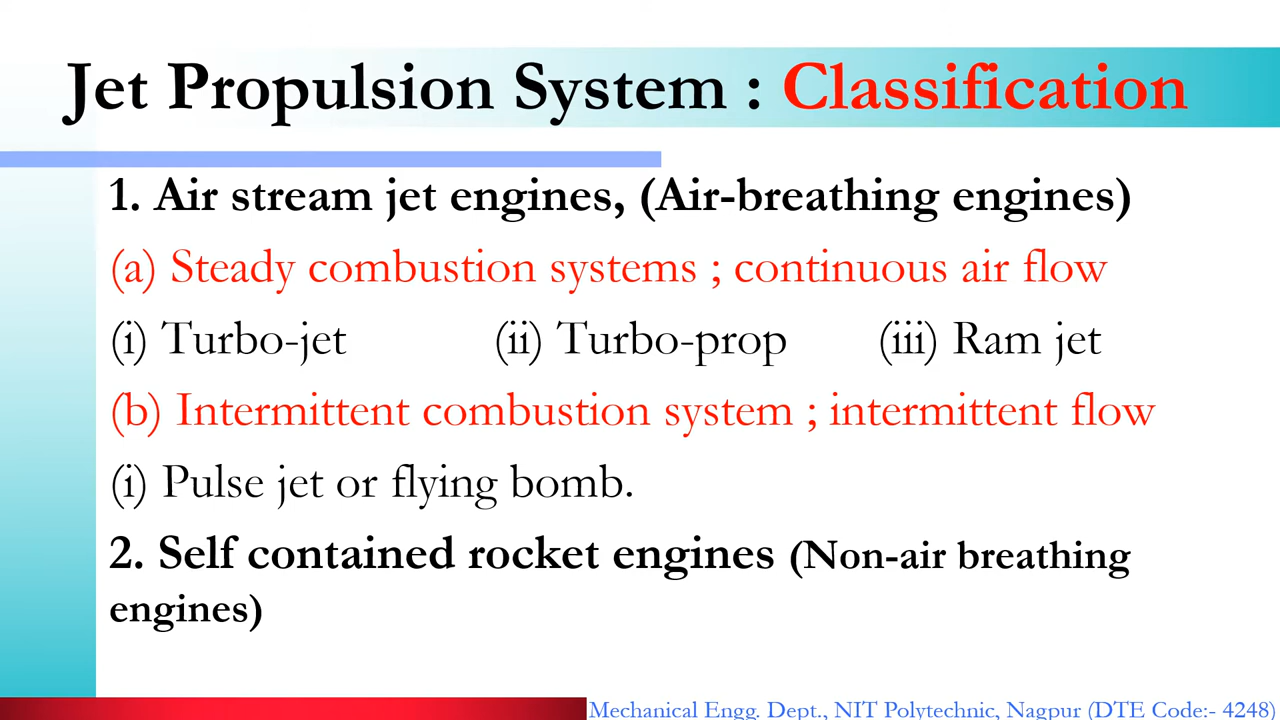 Jet Propulsion System : Classification
1. Air stream jet engines, (Air-breathing engines)
(a) Steady combustion systems ; continuous air flow
(i) Turbo-jet (ii) Turbo-prop (iii) Ram jet
(b) Intermittent combustion system ; intermittent flow
(i) Pulse jet or flying bomb.
2. Self contained rocket engines (Non-air breathing
engines)
Mechanical Engg. Dept., NIT Polytechnic, Nagpur (DTE Code:- 4248)